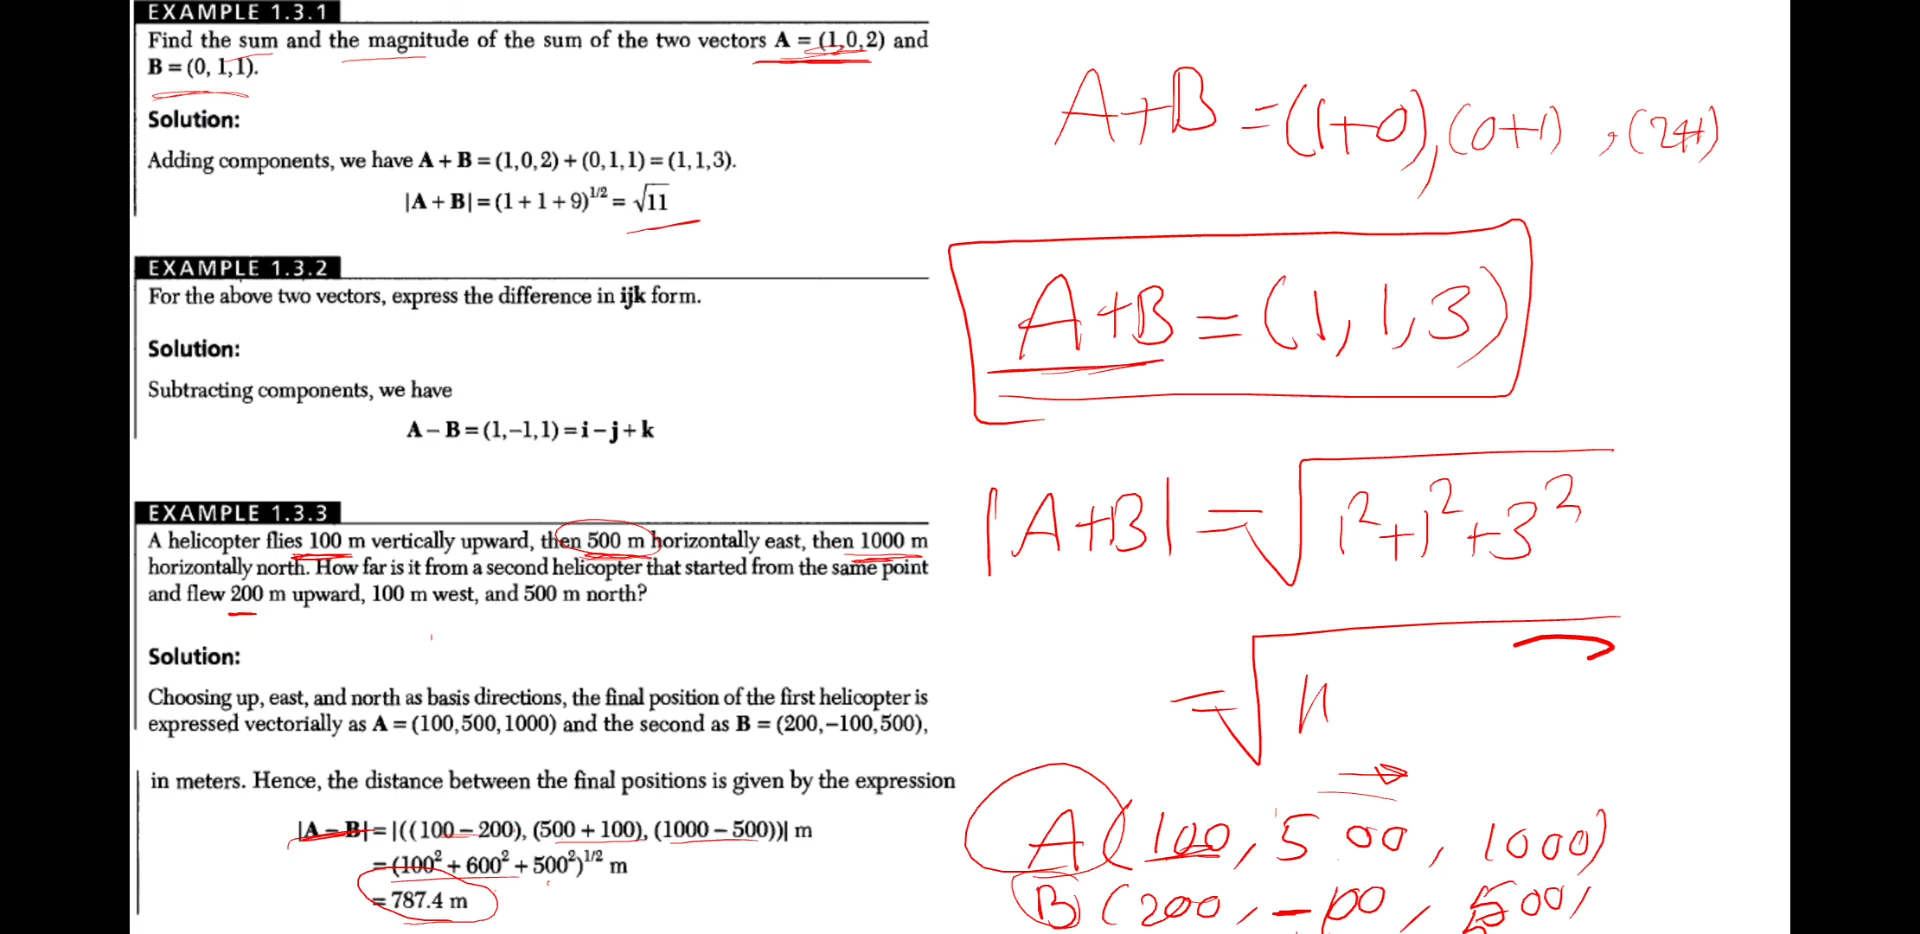 EXAMPLE 1.3.1
Find the sum and the magnitude of the sum of the two vectors A = (1,0,2) and
B = (0, 1,1).
Solution:
Adding components, we have A + B = (1,0,2) + (0,1,1) = (1,1,3).
|A + B| = (1 + 1 + 9)^1/2 = √11
EXAMPLE 1.3.2
For the above two vectors, express the difference in ijk form.
Solution:
Subtracting components, we have
A – B = (1,–1,1) = i – j + k
EXAMPLE 1.3.3
A helicopter flies 100 m vertically upward, then 500 m horizontally east, then 1000 m
horizontally north. How far is it from a second helicopter that started from the same point
and flew 200 m upward, 100 m west, and 500 m north?
Solution:
Choosing up, east, and north as basis directions, the final position of the first helicopter is
expressed vectorially as A = (100,500,1000) and the second as B = (200,–100,500),
in meters. Hence, the distance between the final positions is given by the expression
|A – B| = |((100 – 200), (500 + 100), (1000 – 500))| m
= (100² + 600² + 500²)^1/2 m
= 787.4 m
A+B = (1+0), (0+1), (2+1)
A+B = (1, 1, 3)
|A+B| = √1²+1²+3²
= √11
A(100, 500, 1000)
B(200, -100, 500)